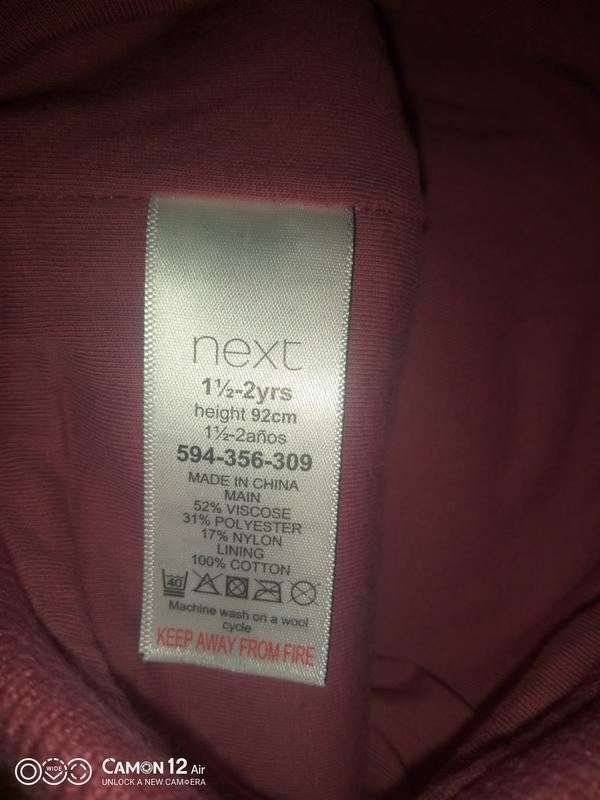 next
1½-2yrs
height 92cm
1½-2años
594-356-309
MADE IN CHINA
MAIN
52% VISCOSE
31% POLYESTER
17% NYLON
LINING
100% COTTON
40
Machine wash on a wool
cycle
KEEP AWAY FROM FIRE
WIDE
CAMON 12 Air
UNLOCK A NEW CAMERA